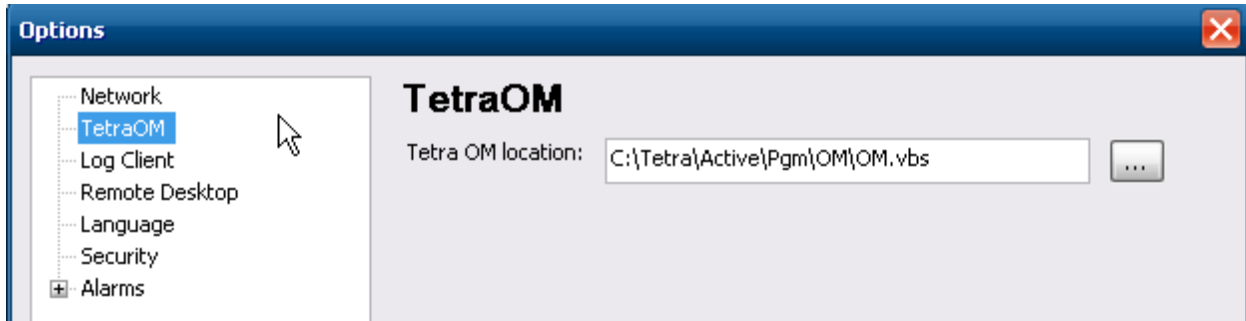 Options
Network
TetraOM
Log Client
Remote Desktop
Language
Security
Alarms
TetraOM
Tetra OM location: C:\Tetra\Active\Pgm\OM\OM.vbs ...